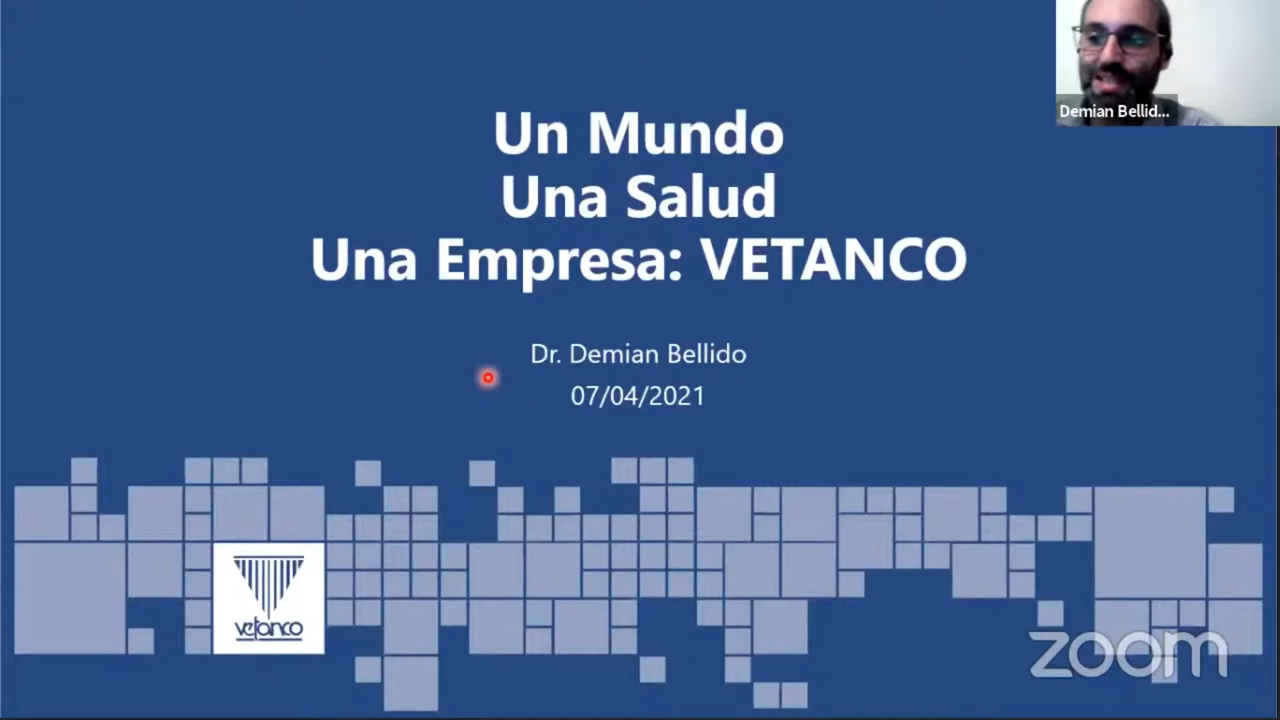 Un Mundo
Una Salud
Una Empresa: VETANCO
Dr. Demian Bellido
07/04/2021
Demian Bellid...
vetanco
zoom